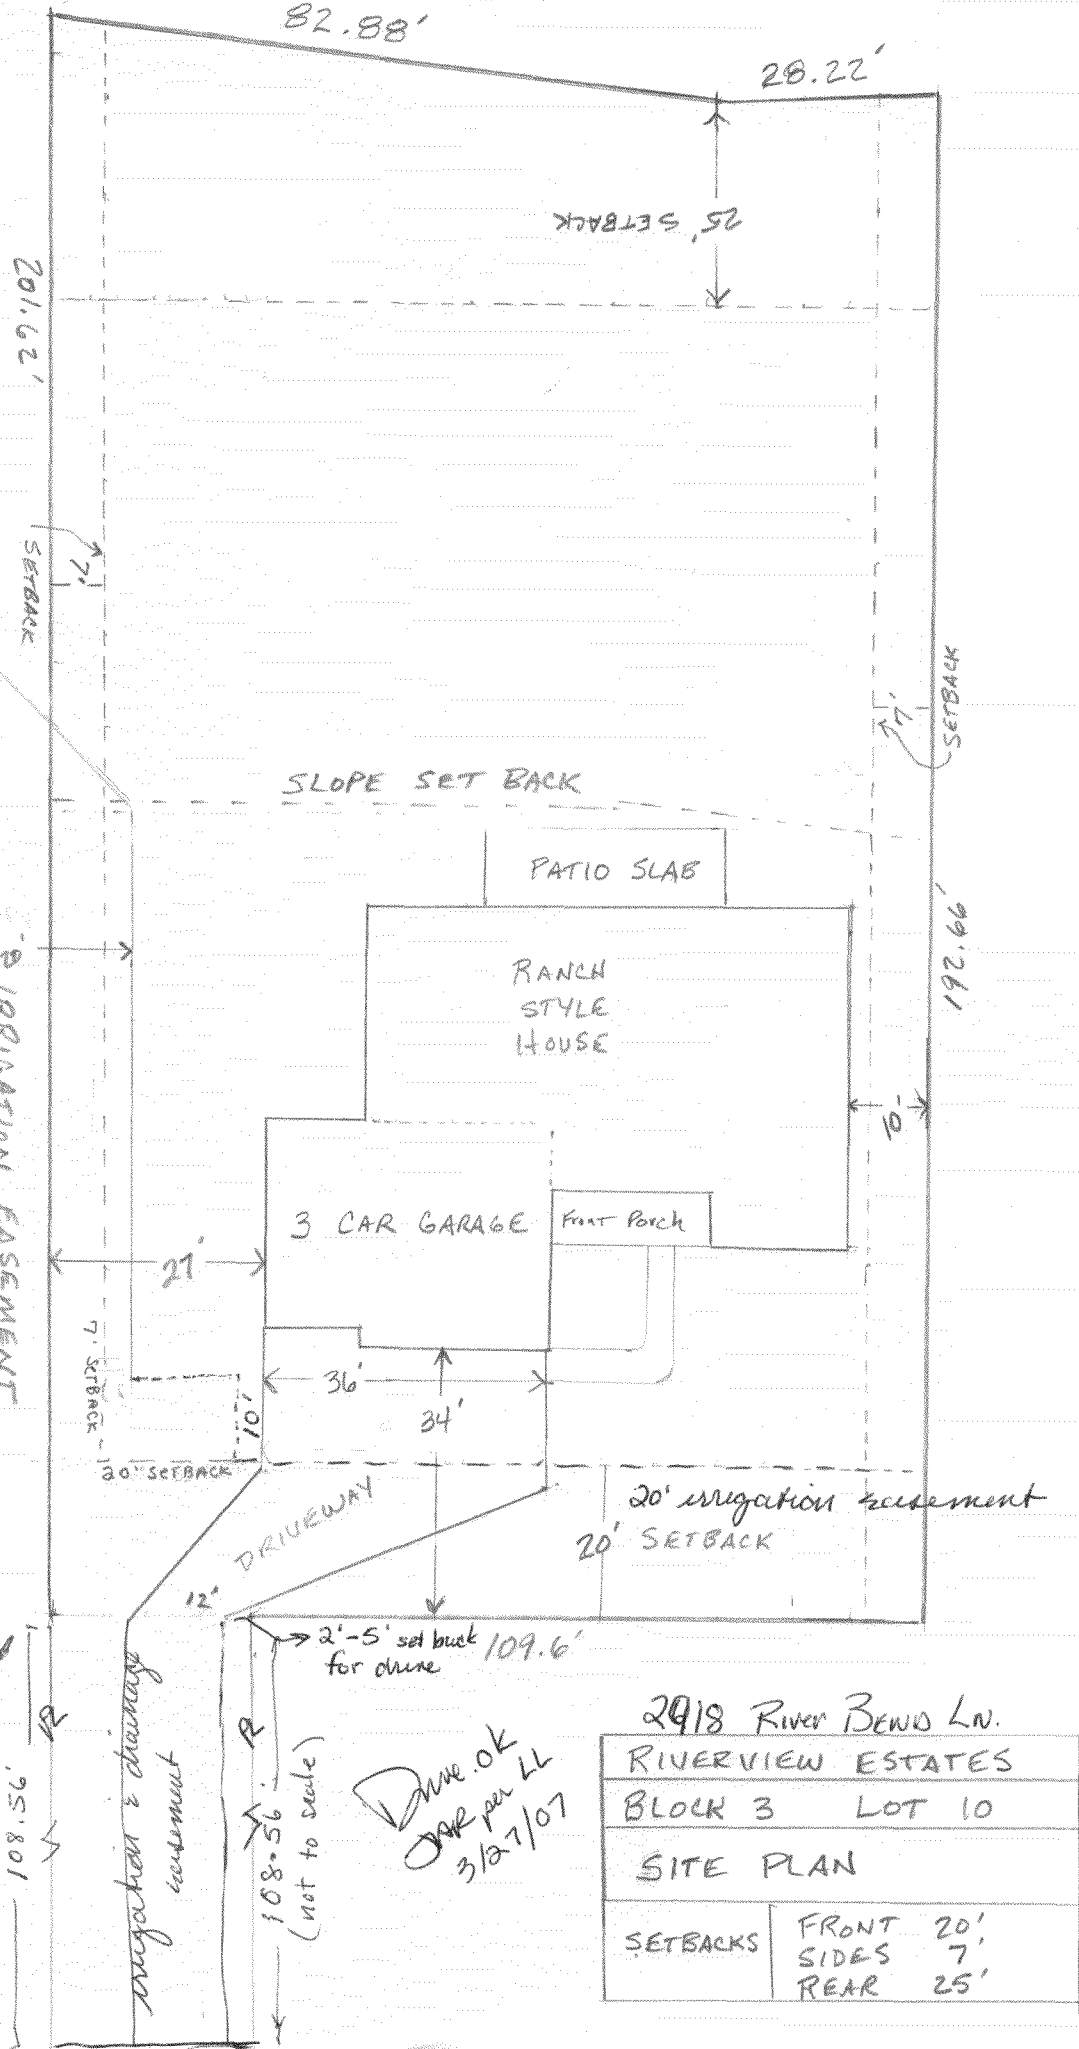 82.88'
28.22'
25' SETBACK
201.62'
SETBACK
7'
7'
SETBACK
SLOPE SET BACK
PATIO SLAB
RANCH
STYLE
HOUSE
192.66'
IRRIGATION EASEMENT
10'
3 CAR GARAGE
Front Porch
27'
7' SETBACK
36'
10'
34'
20' SETBACK
DRIVEWAY
20' irrigation easement
20' SETBACK
12'
2'-5' set back
for drive
109.6'
irrigation & drainage
easement
108.56'
108.56'
(not to scale)
Drive OK
per LL
3/27/07
River BEND LN.
RIVERVIEW ESTATES
BLOCK 3 LOT 10
SITE PLAN
SETBACKS
FRONT 20'
SIDES 7'
REAR 25'